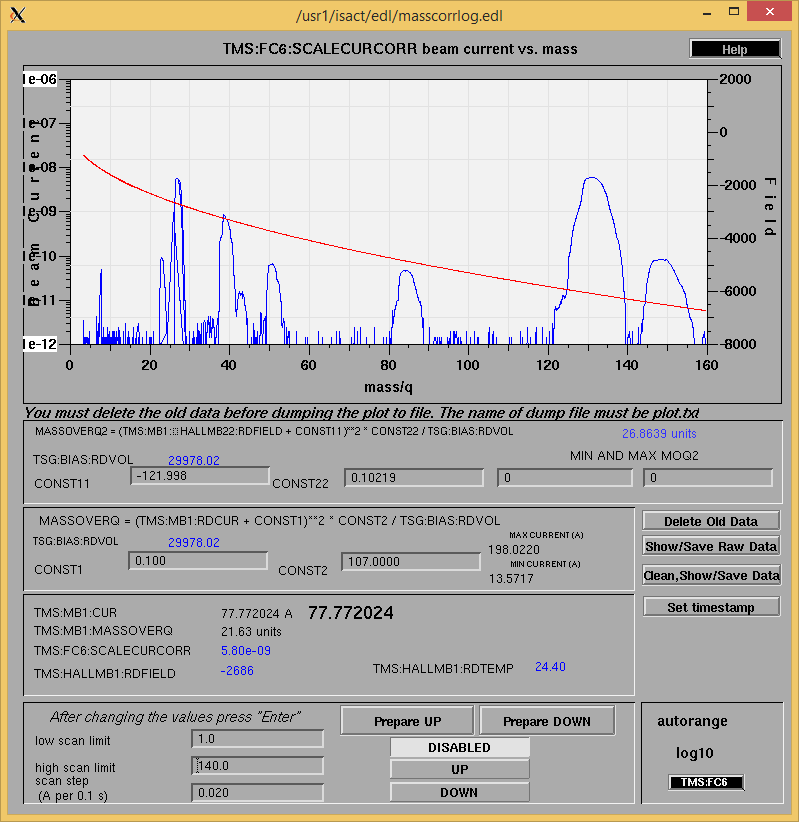 /usr1/isact/edl/masscorrlog.edl
TMS:FC6:SCALECURCORR beam current vs. mass
Help
1e-06
1e-07
1e-08
1e-09
1e-10
1e-11
1e-12
Beam Current
2000
0
-2000
-4000
-6000
-8000
Field
0 20 40 60 80 100 120 140 160
mass/q
You must delete the old data before dumping the plot to file. The name of dump file must be plot.txt
MASSOVERQ2 = (TMS:MB1:HALLMB22:RDFIELD + CONST11)**2 * CONST22 / TSG:BIAS:RDVOL
26.8639 units
TSG:BIAS:RDVOL 29978.02
MIN AND MAX MOQ2
CONST11 -121.998 CONST22 0.10219 0 0
MASSOVERQ = (TMS:MB1:RDCUR + CONST1)**2 * CONST2 / TSG:BIAS:RDVOL
TSG:BIAS:RDVOL 29978.02
MAX CURRENT (A)
198.0220
CONST1 0.100 CONST2 107.0000
MIN CURRENT (A)
13.5717
Delete Old Data
Show/Save Raw Data
Clean,Show/Save Data
Set timestamp
TMS:MB1:CUR 77.772024 A 77.772024
TMS:MB1:MASSOVERQ 21.63 units
TMS:FC6:SCALECURCORR 5.80e-09
TMS:HALLMB1:RDFIELD -2686
TMS:HALLMB1:RDTEMP 24.40
After changing the values press "Enter"
low scan limit 1.0
high scan limit 140.0
scan step
(A per 0.1 s) 0.020
Prepare UP Prepare DOWN
DISABLED
UP
DOWN
autorange
log10
TMS:FC6